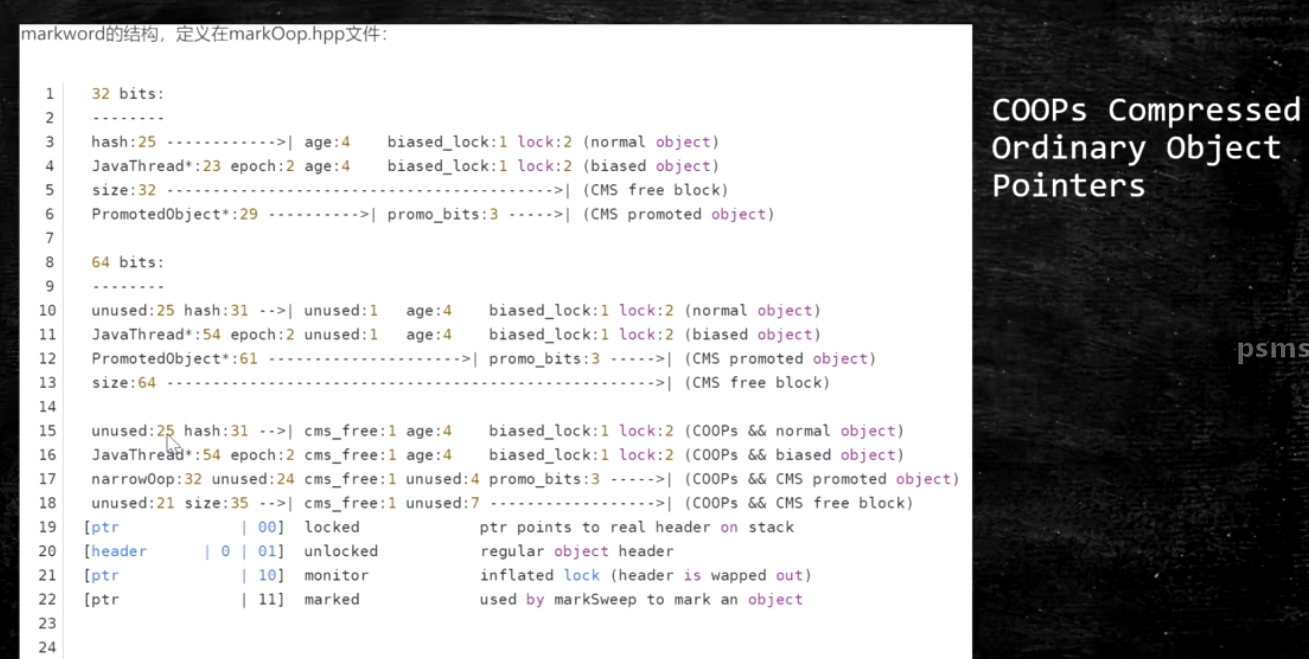 markword的结构，定义在markOop.hpp文件：
1 32 bits:
2 --------
3 hash:25 ------------>| age:4 biased_lock:1 lock:2 (normal object)
4 JavaThread*:23 epoch:2 age:4 biased_lock:1 lock:2 (biased object)
5 size:32 ------------------------------------------>| (CMS free block)
6 PromotedObject*:29 ---------->| promo_bits:3 ----->| (CMS promoted object)
7
8 64 bits:
9 --------
10 unused:25 hash:31 -->| unused:1 age:4 biased_lock:1 lock:2 (normal object)
11 JavaThread*:54 epoch:2 unused:1 age:4 biased_lock:1 lock:2 (biased object)
12 PromotedObject*:61 --------------------->| promo_bits:3 ----->| (CMS promoted object)
13 size:64 ----------------------------------------------------->| (CMS free block)
14
15 unused:25 hash:31 -->| cms_free:1 age:4 biased_lock:1 lock:2 (COOPs && normal object)
16 JavaThread*:54 epoch:2 cms_free:1 age:4 biased_lock:1 lock:2 (COOPs && biased object)
17 narrowOop:32 unused:24 cms_free:1 unused:4 promo_bits:3 ----->| (COOPs && CMS promoted object)
18 unused:21 size:35 -->| cms_free:1 unused:7 ------------------>| (COOPs && CMS free block)
19 [ptr | 00] locked ptr points to real header on stack
20 [header | 0 | 01] unlocked regular object header
21 [ptr | 10] monitor inflated lock (header is wapped out)
22 [ptr | 11] marked used by markSweep to mark an object
23
24
COOPs Compressed
Ordinary Object
Pointers
psms